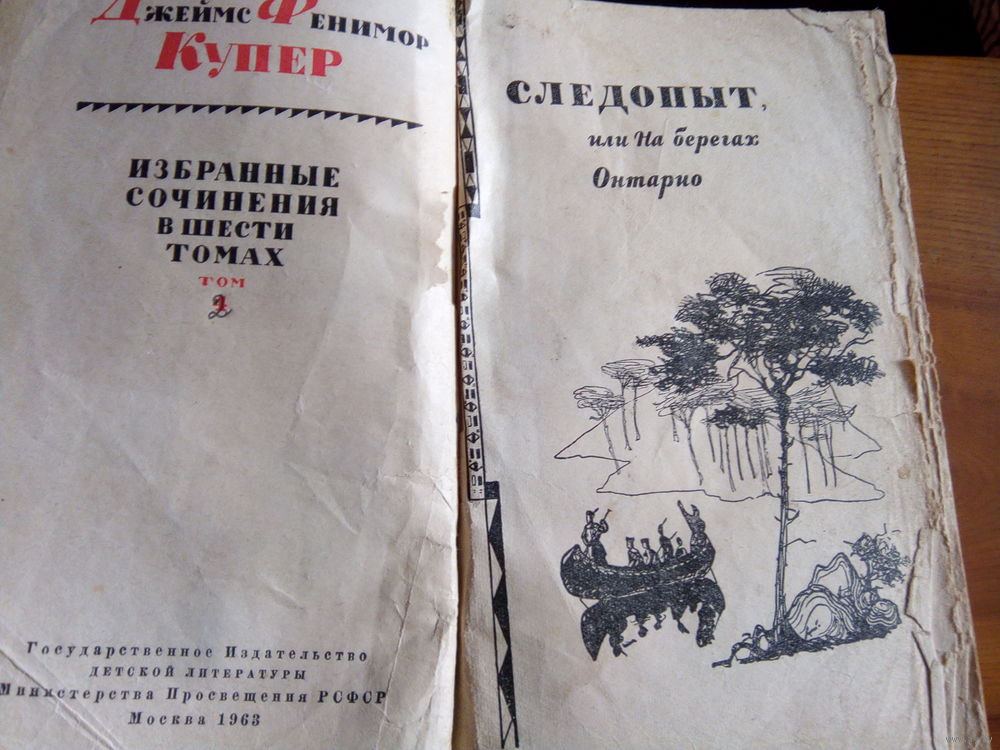 Джеймс Фенимор
Купер
ИЗБРАННЫЕ
СОЧИНЕНИЯ
В ШЕСТИ
ТОМАХ
ТОМ
2
СЛЕДОПЫТ,
или На берегах
Онтарио
Государственное Издательство
ДЕТСКОЙ ЛИТЕРАТУРЫ
Министерства Просвещения РСФСР
Москва 1963